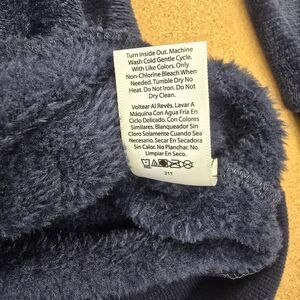 Turn Inside Out. Machine
Wash Cold Gentle Cycle.
With Like Colors. Only
Non-Chlorine Bleach When
Needed. Tumble Dry No
Heat. Do Not Iron. Do Not
Dry Clean.
Voltear Al Revés. Lavar A
Máquina Con Agua Fría En
Ciclo Delicado. Con Colores
Similares. Blanqueador Sin
Cloro Solamente Cuando Sea
Necesario. Secar En Secadora
Sin Calor. No Planchar. No
Limpiar En Seco.
211